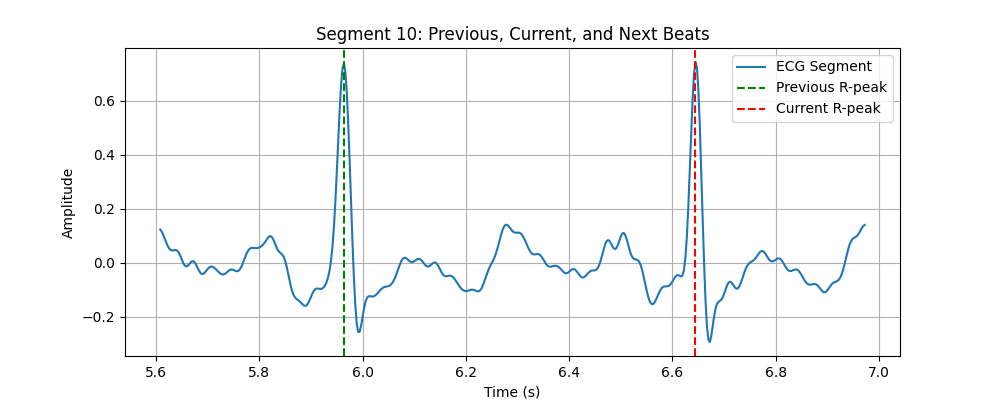 Segment 10: Previous, Current, and Next Beats
ECG Segment
Previous R-peak
Current R-peak
Amplitude
0.6
0.4
0.2
0.0
−0.2
5.6 5.8 6.0 6.2 6.4 6.6 6.8 7.0
Time (s)